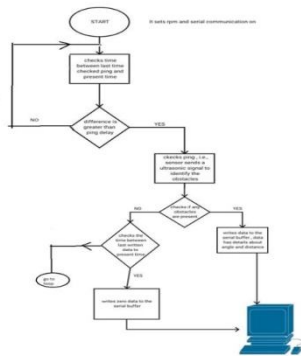 START
It sets rpm and serial communication on
checks time
between last time
checked ping and
present time
difference is
greater than
ping delay
NO
YES
checks ping , i.e.,
sensor sents a
ultrasonic signal to
identify the
obstacles
checks if any
obstacles
are present
NO
YES
checks the
time between
last written
data to
present time
writes data to the
serial buffer , data
has details about
angle and distance
go to
time
YES
writes zero data to the
serial buffer